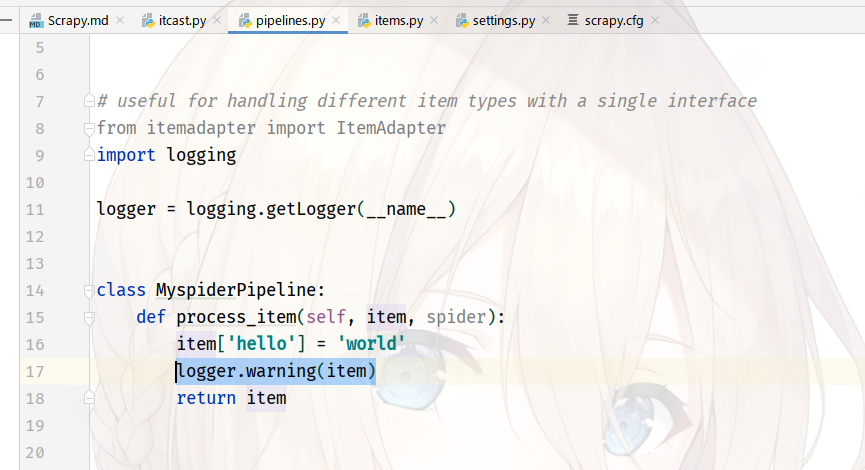 Scrapy.md itcast.py pipelines.py items.py settings.py scrapy.cfg
5
6
7 # useful for handling different item types with a single interface
8 from itemadapter import ItemAdapter
9 import logging
10
11 logger = logging.getLogger(__name__)
12
13
14 class MyspiderPipeline:
15 def process_item(self, item, spider):
16 item['hello'] = 'world'
17 logger.warning(item)
18 return item
19
20